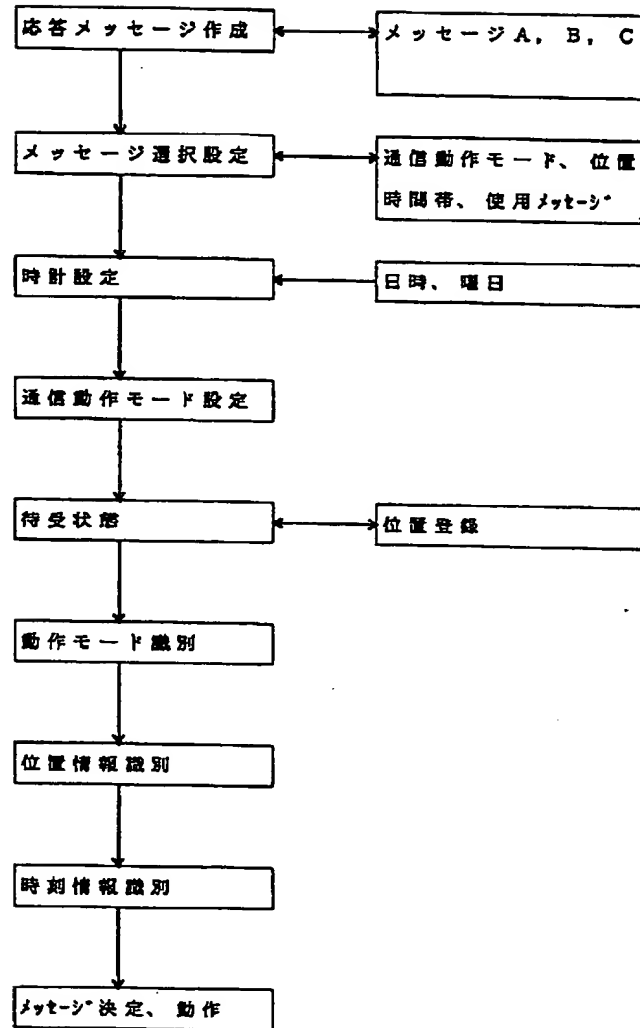 応答メッセージ作成
メッセージA, B, C
メッセージ選択設定
通信動作モード、位置
時間帯、使用メッセージ
時計設定
日時、曜日
通信動作モード設定
待受状態
位置登録
動作モード識別
位置情報識別
時刻情報識別
メッセージ決定、動作